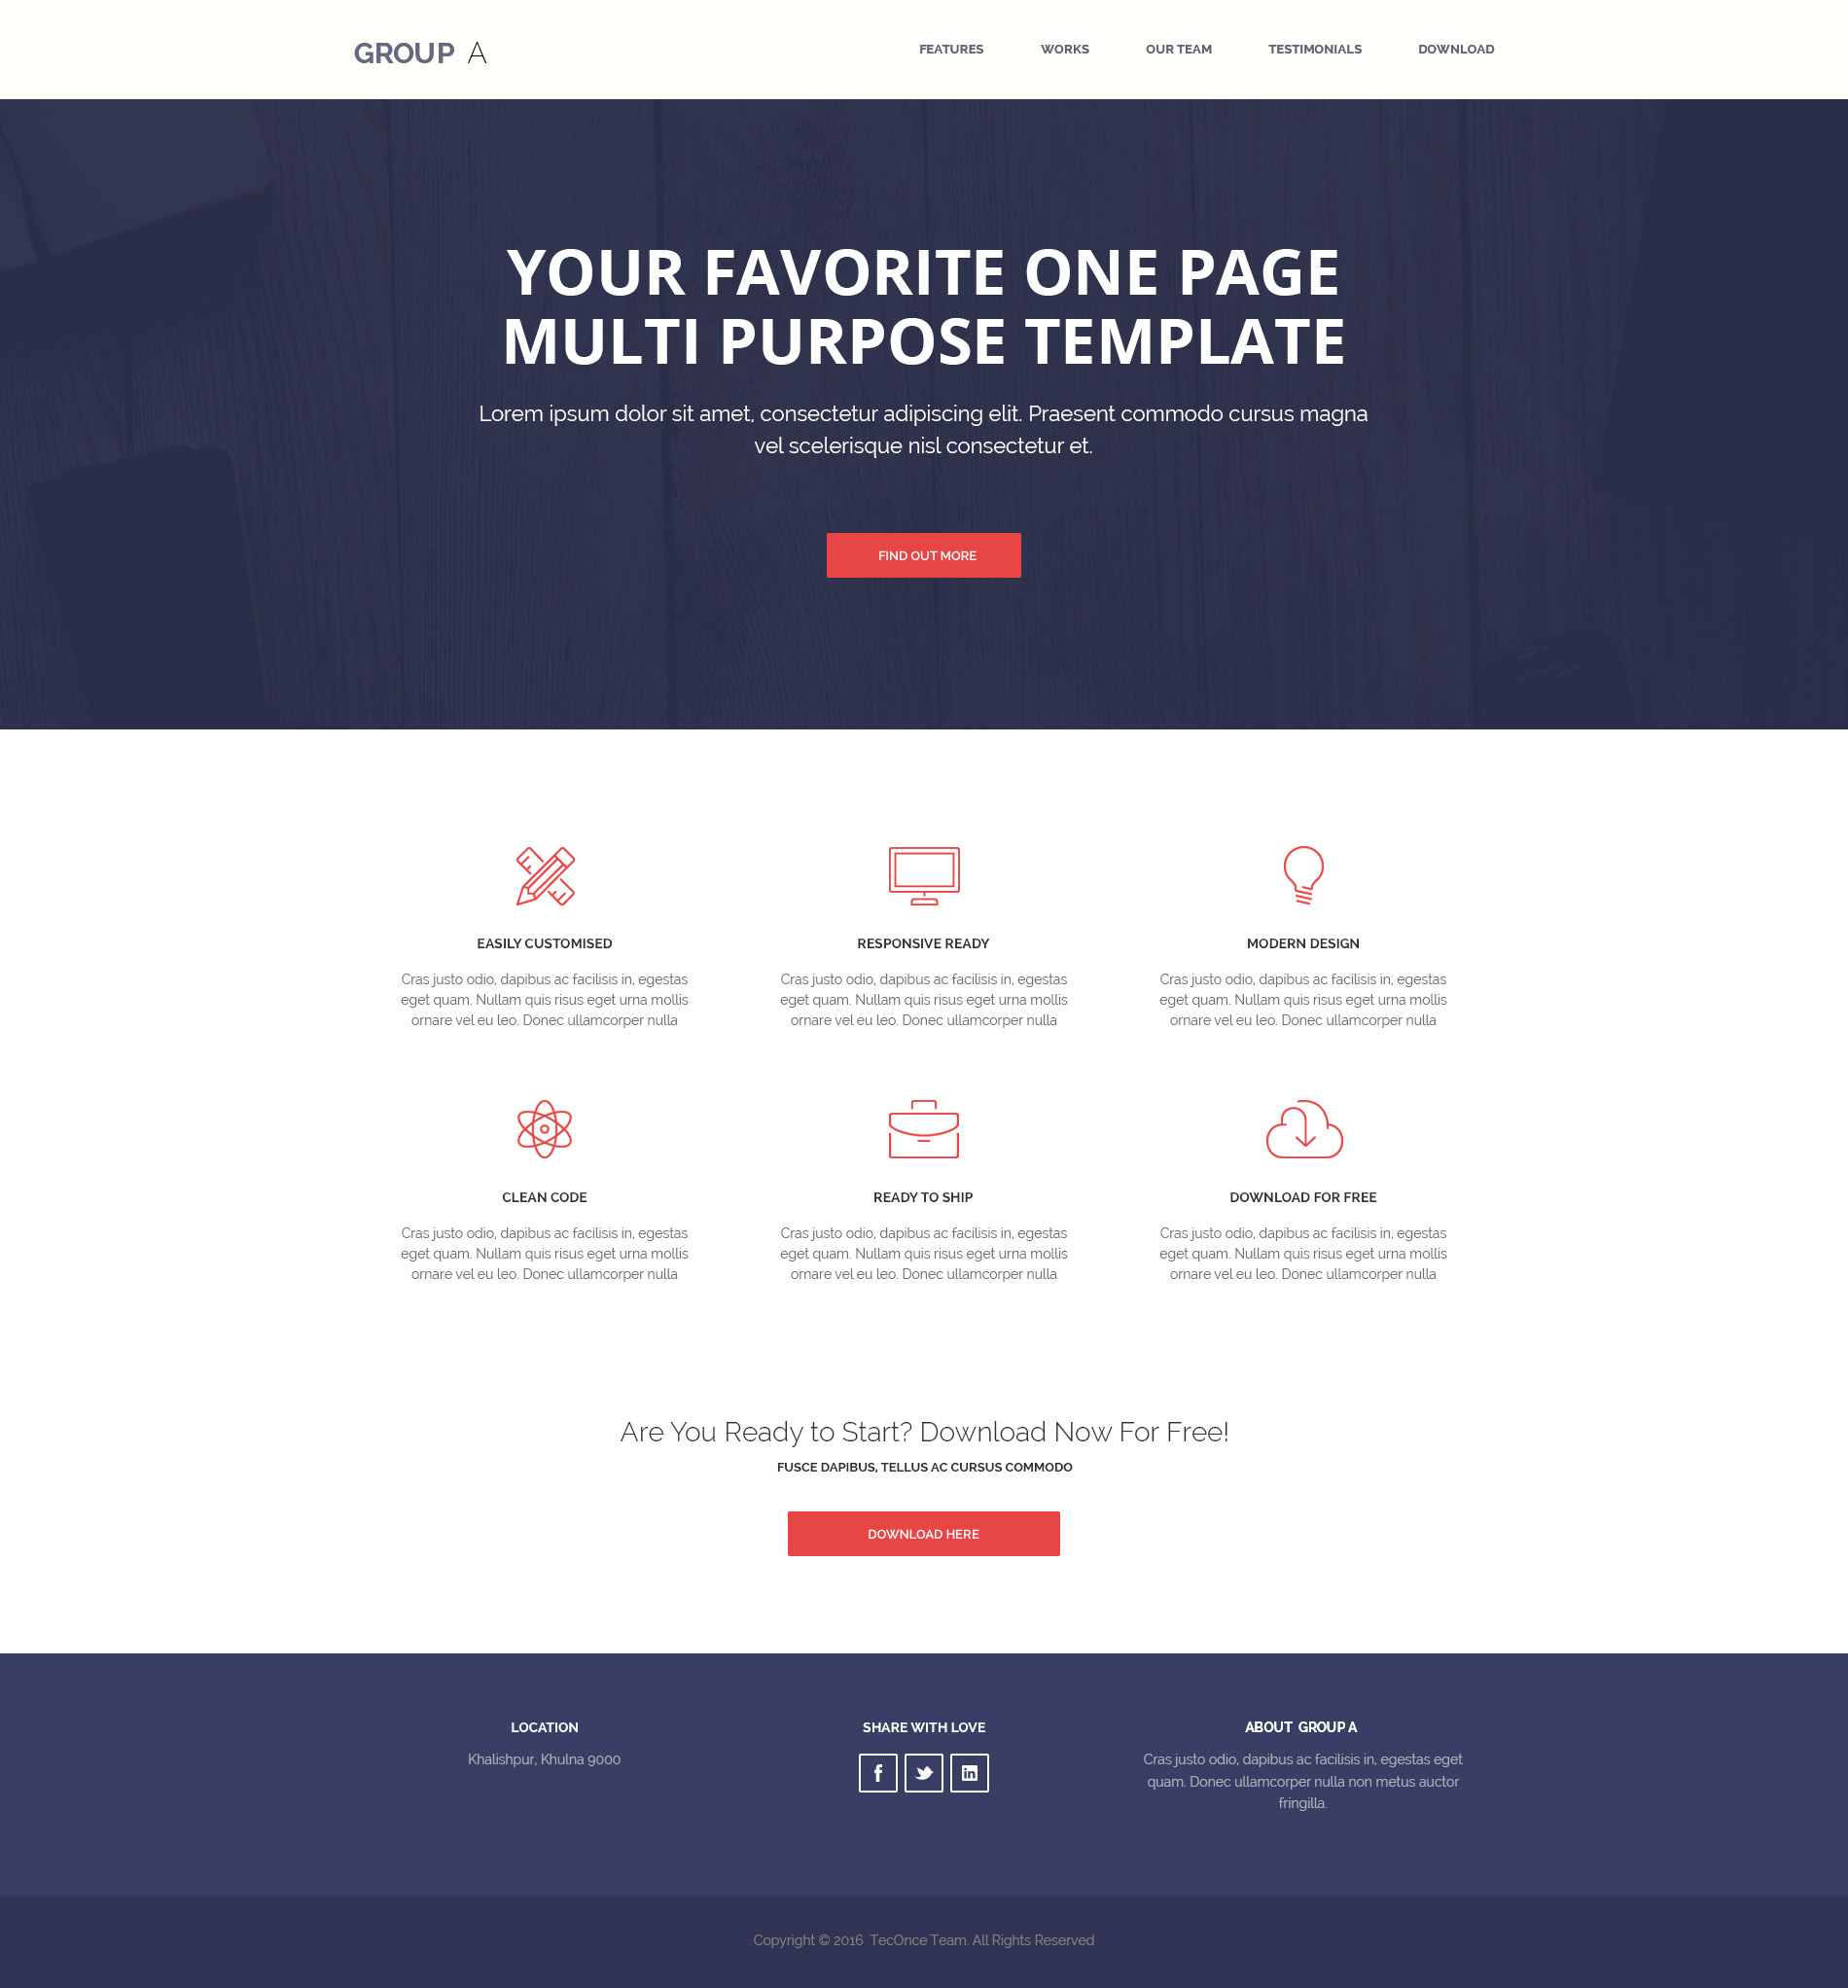 GROUP A
FEATURES WORKS OUR TEAM TESTIMONIALS DOWNLOAD
YOUR FAVORITE ONE PAGE
MULTI PURPOSE TEMPLATE
Lorem ipsum dolor sit amet, consectetur adipiscing elit. Praesent commodo cursus magna
vel scelerisque nisl consectetur et.
FIND OUT MORE
EASILY CUSTOMISED
Cras justo odio, dapibus ac facilisis in, egestas
eget quam. Nullam quis risus eget urna mollis
ornare vel eu leo. Donec ullamcorper nulla
RESPONSIVE READY
Cras justo odio, dapibus ac facilisis in, egestas
eget quam. Nullam quis risus eget urna mollis
ornare vel eu leo. Donec ullamcorper nulla
MODERN DESIGN
Cras justo odio, dapibus ac facilisis in, egestas
eget quam. Nullam quis risus eget urna mollis
ornare vel eu leo. Donec ullamcorper nulla
CLEAN CODE
Cras justo odio, dapibus ac facilisis in, egestas
eget quam. Nullam quis risus eget urna mollis
ornare vel eu leo. Donec ullamcorper nulla
READY TO SHIP
Cras justo odio, dapibus ac facilisis in, egestas
eget quam. Nullam quis risus eget urna mollis
ornare vel eu leo. Donec ullamcorper nulla
DOWNLOAD FOR FREE
Cras justo odio, dapibus ac facilisis in, egestas
eget quam. Nullam quis risus eget urna mollis
ornare vel eu leo. Donec ullamcorper nulla
Are You Ready to Start? Download Now For Free!
FUSCE DAPIBUS, TELLUS AC CURSUS COMMODO
DOWNLOAD HERE
LOCATION
Khalishpur, Khulna 9000
SHARE WITH LOVE
ABOUT GROUP A
Cras justo odio, dapibus ac facilisis in, egestas eget
quam. Donec ullamcorper nulla non metus auctor
fringilla.
Copyright © 2016 TecOnce Team. All Rights Reserved